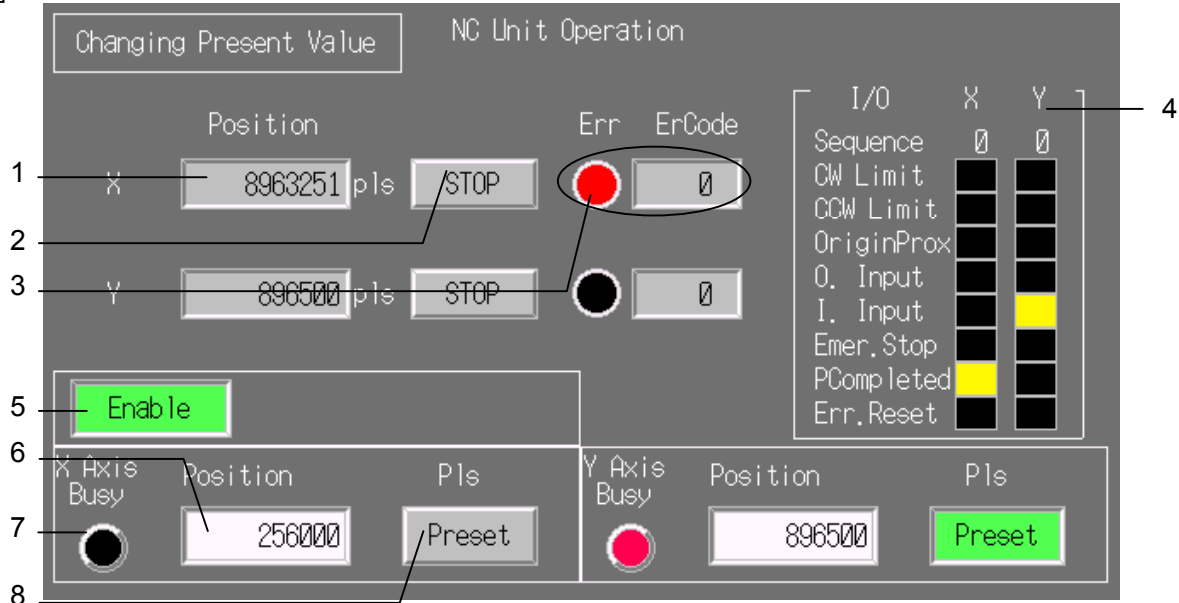 ]
Changing Present Value
NC Unit Operation
Position
Err ErCode
1 X 8963251 pls STOP 0
2
3 Y 896500 pls STOP 0
I/O X Y 4
Sequence 0 0
CW Limit
CCW Limit
OriginProx
O. Input
I. Input
Emer.Stop
PCompleted
Err.Reset
5 Enable
6
X Axis
Busy
Position
Pls
7
256000
Preset
8
Y Axis
Busy
Position
Pls
896500
Preset